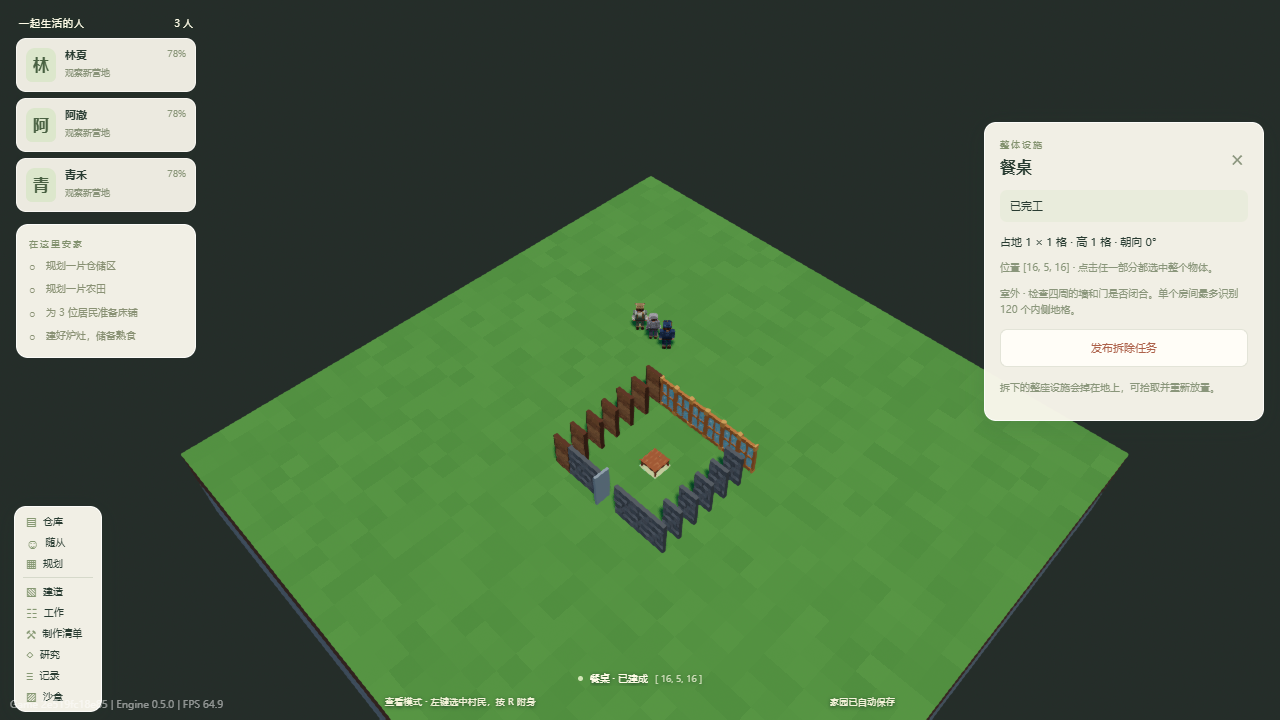 一起生活的人 3 人
林 林夏 78%
观察新营地
阿 阿澈 78%
观察新营地
青 青禾 78%
观察新营地
在这里安家
规划一片仓储区
规划一片农田
为 3 位居民准备床铺
建好炉灶，储备熟食
仓库
随从
规划
建造
工作
制作清单
研究
记录
沙盒
5 | Engine 0.5.0 | FPS 64.9
整体设施
餐桌
已完工
占地 1 × 1 格 · 高 1 格 · 朝向 0°
位置 [16, 5, 16] · 点击任一部分都选中整个物体。
室外 · 检查四周的墙和门是否闭合。单个房间最多识别
120 个内侧地格。
发布拆除任务
拆下的整座设施会掉在地上，可拾取并重新放置。
餐桌 · 已建成 [ 16, 5, 16 ]
查看模式 · 左键选中村民，按 R 附身
家园已自动保存